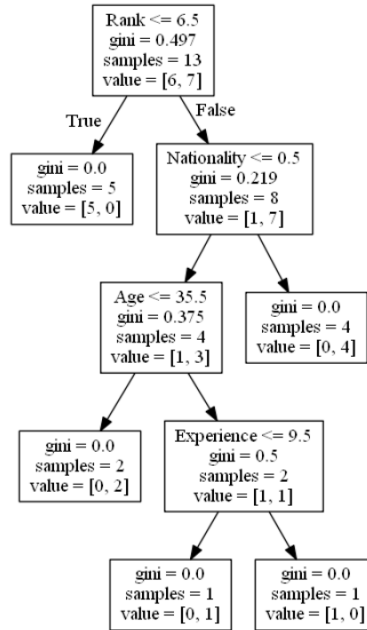 Rank <= 6.5
gini = 0.497
samples = 13
value = [6, 7]
True
False
gini = 0.0
samples = 5
value = [5, 0]
Nationality <= 0.5
gini = 0.219
samples = 8
value = [1, 7]
Age <= 35.5
gini = 0.375
samples = 4
value = [1, 3]
gini = 0.0
samples = 4
value = [0, 4]
gini = 0.0
samples = 2
value = [0, 2]
Experience <= 9.5
gini = 0.5
samples = 2
value = [1, 1]
gini = 0.0
samples = 1
value = [0, 1]
gini = 0.0
samples = 1
value = [1, 0]